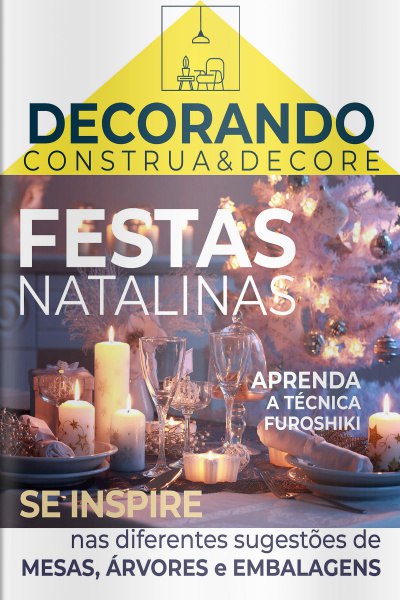 DECORANDO
CONSTRUA&DECORE
FESTAS
NATALINAS
APRENDA
A TÉCNICA
FUROSHIKI
SE INSPIRE
nas diferentes sugestões de
MESAS, ÁRVORES e EMBALAGENS